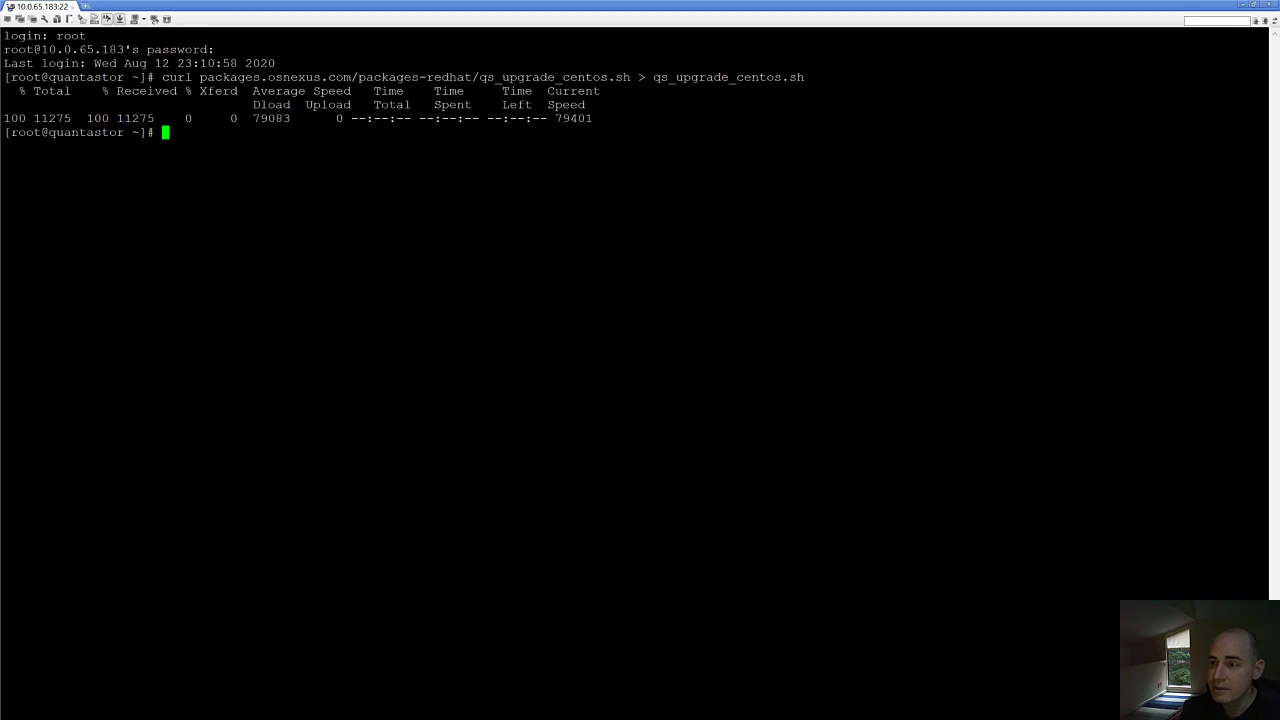 10.0.65.183:22
login: root
root@10.0.65.183's password:
Last login: Wed Aug 12 23:10:58 2020
[root@quantastor ~]# curl packages.osnexus.com/packages-redhat/qs_upgrade_centos.sh > qs_upgrade_centos.sh
% Total % Received % Xferd Average Speed Time Time Time Current
Dload Upload Total Spent Left Speed
100 11275 100 11275 0 0 79083 0 --:--:-- --:--:-- --:--:-- 79401
[root@quantastor ~]#